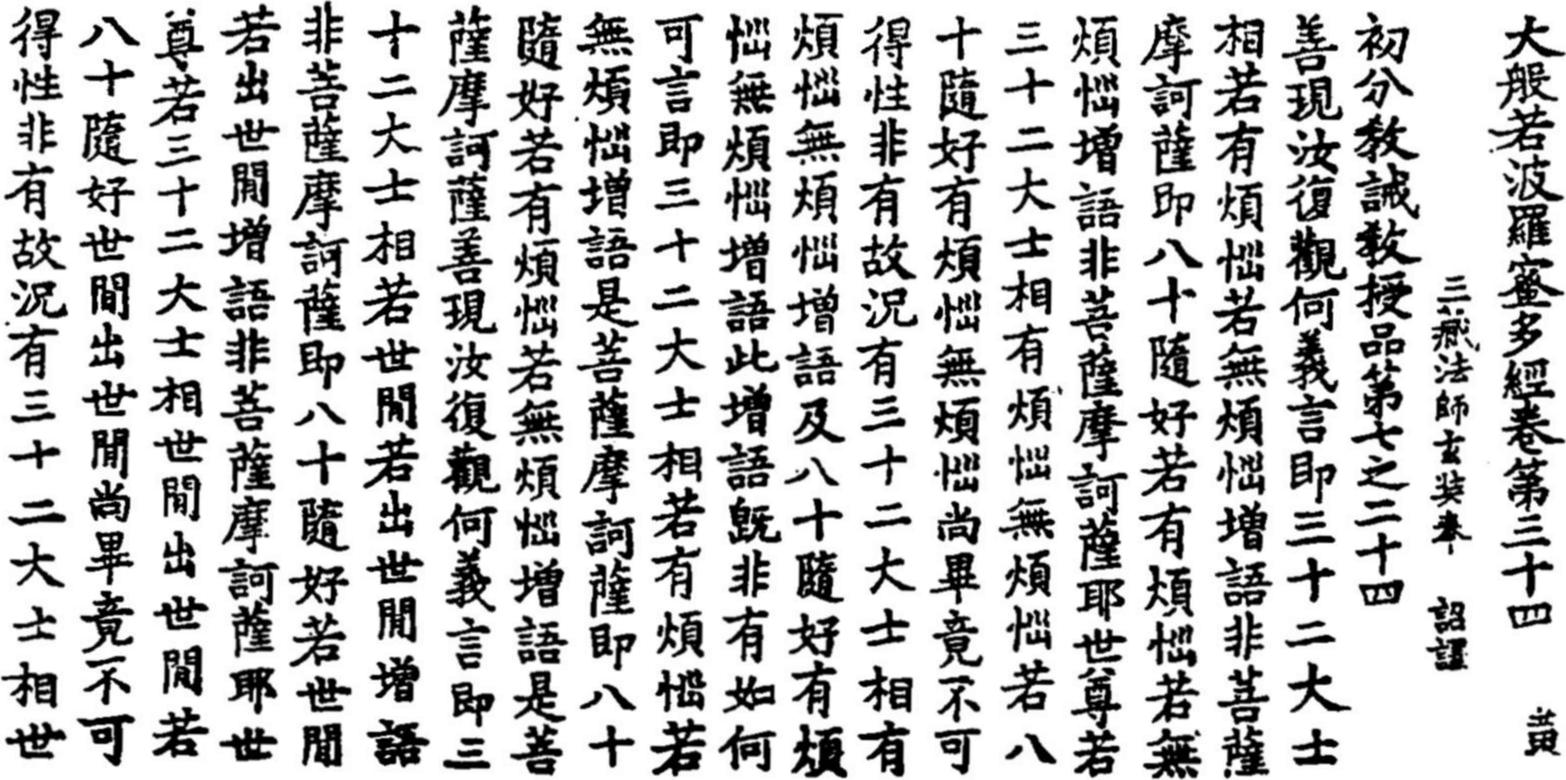 大般若波羅蜜多經卷第三十四 黃
三藏法師玄奘奉 詔譯
初分教誡教授品第七之二十四
善現汝復觀何義言即三十二大士
相若有煩惱若無煩惱增語非菩薩
摩訶薩即八十隨好若有煩惱若無
煩惱增語非菩薩摩訶薩耶世尊若
三十二大士相有煩惱無煩惱若八
十隨好有煩惱無煩惱尚畢竟不可
得性非有故況有三十二大士相有
煩惱無煩惱增語及八十隨好有煩
惱無煩惱增語此增語既非有如何
可言即三十二大士相若有煩惱若
無煩惱增語是菩薩摩訶薩即八十
隨好若有煩惱若無煩惱增語是菩
薩摩訶薩善現汝復觀何義言即三
十二大士相若世間若出世間增語
非菩薩摩訶薩即八十隨好若世間
若出世間增語非菩薩摩訶薩耶世
尊若三十二大士相世間出世間若
八十隨好世間出世間尚畢竟不可
得性非有故況有三十二大士相世